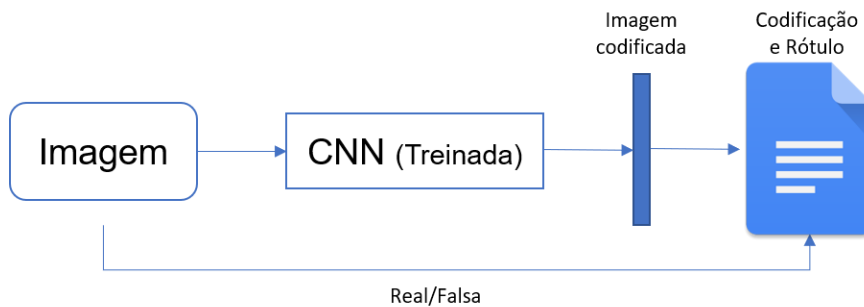 Imagem
codificada
Codificação
e Rótulo
Imagem
CNN (Treinada)
Real/Falsa